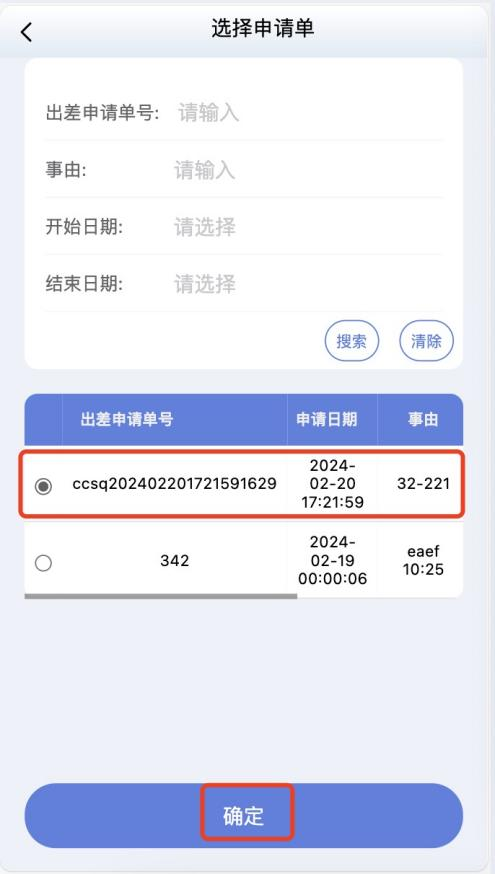 选择申请单
出差申请单号: 请输入
事由: 请输入
开始日期: 请选择
结束日期: 请选择
搜索 清除
出差申请单号 申请日期 事由
ccsq202402201721591629 2024-02-20 17:21:59 32-221
342 2024-02-19 00:00:06 eaef 10:25
确定